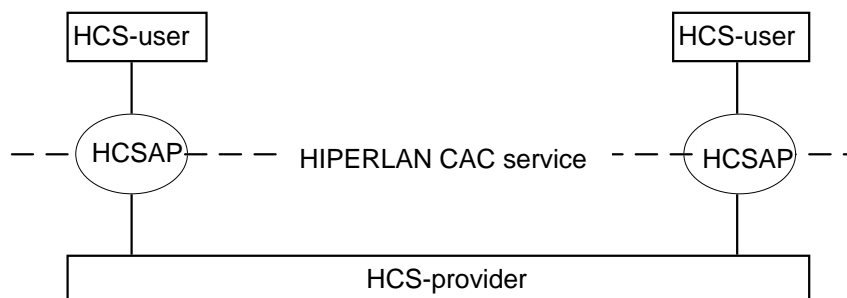 HCS-user HCS-user
HCSAP HIPERLAN CAC service HCSAP
HCS-provider